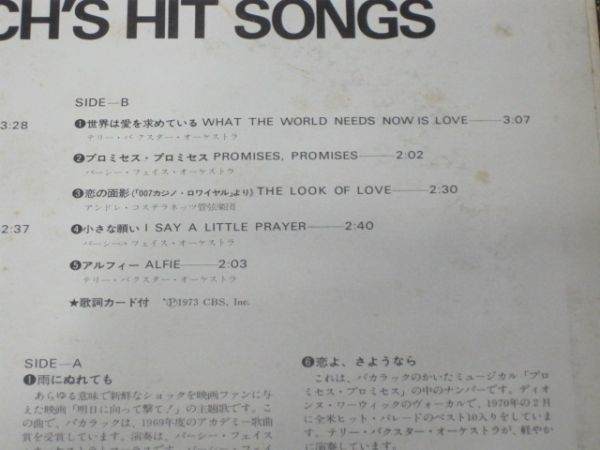 CH'S HIT SONGS
SIDE—B
3:28
❶世界は愛を求めている WHAT THE WORLD NEEDS NOW IS LOVE——3:07
テリー・バクスター・オーケストラ
❷プロミセス・プロミセス PROMISES, PROMISES——2:02
パーシー・フェイス・オーケストラ
❸恋の面影(「007カジノ・ロワイヤル」より) THE LOOK OF LOVE——2:30
アンドレ・コステラネッツ管弦楽団
2:37
❹小さな願い I SAY A LITTLE PRAYER——2:40
パーシー・フェイス・オーケストラ
❺アルフィー ALFIE——2:03
テリー・バクスター・オーケストラ
★歌詞カード付 ℗1973 CBS, Inc.
SIDE—A
❶雨にぬれても
あらゆる意味で新鮮なショックを映画ファンに与
えた映画「明日に向って撃て!」の主題歌です。こ
の曲で、バカラックは1969年度のアカデミー歌曲
賞を受賞しています。演奏は、パーシー・フェイス
❻恋よ、さようなら
これは、バカラックのかいたミュージカル「プロ
ミセス・プロミセス」の中のナンバーです。ディオ
ンヌ・ワーウィックのヴォーカルで、1970年の2月
に全米ヒット・パレードのベスト10入りをしていま
す。テリー・バクスター・オーケストラが、軽やか
に演奏しています。